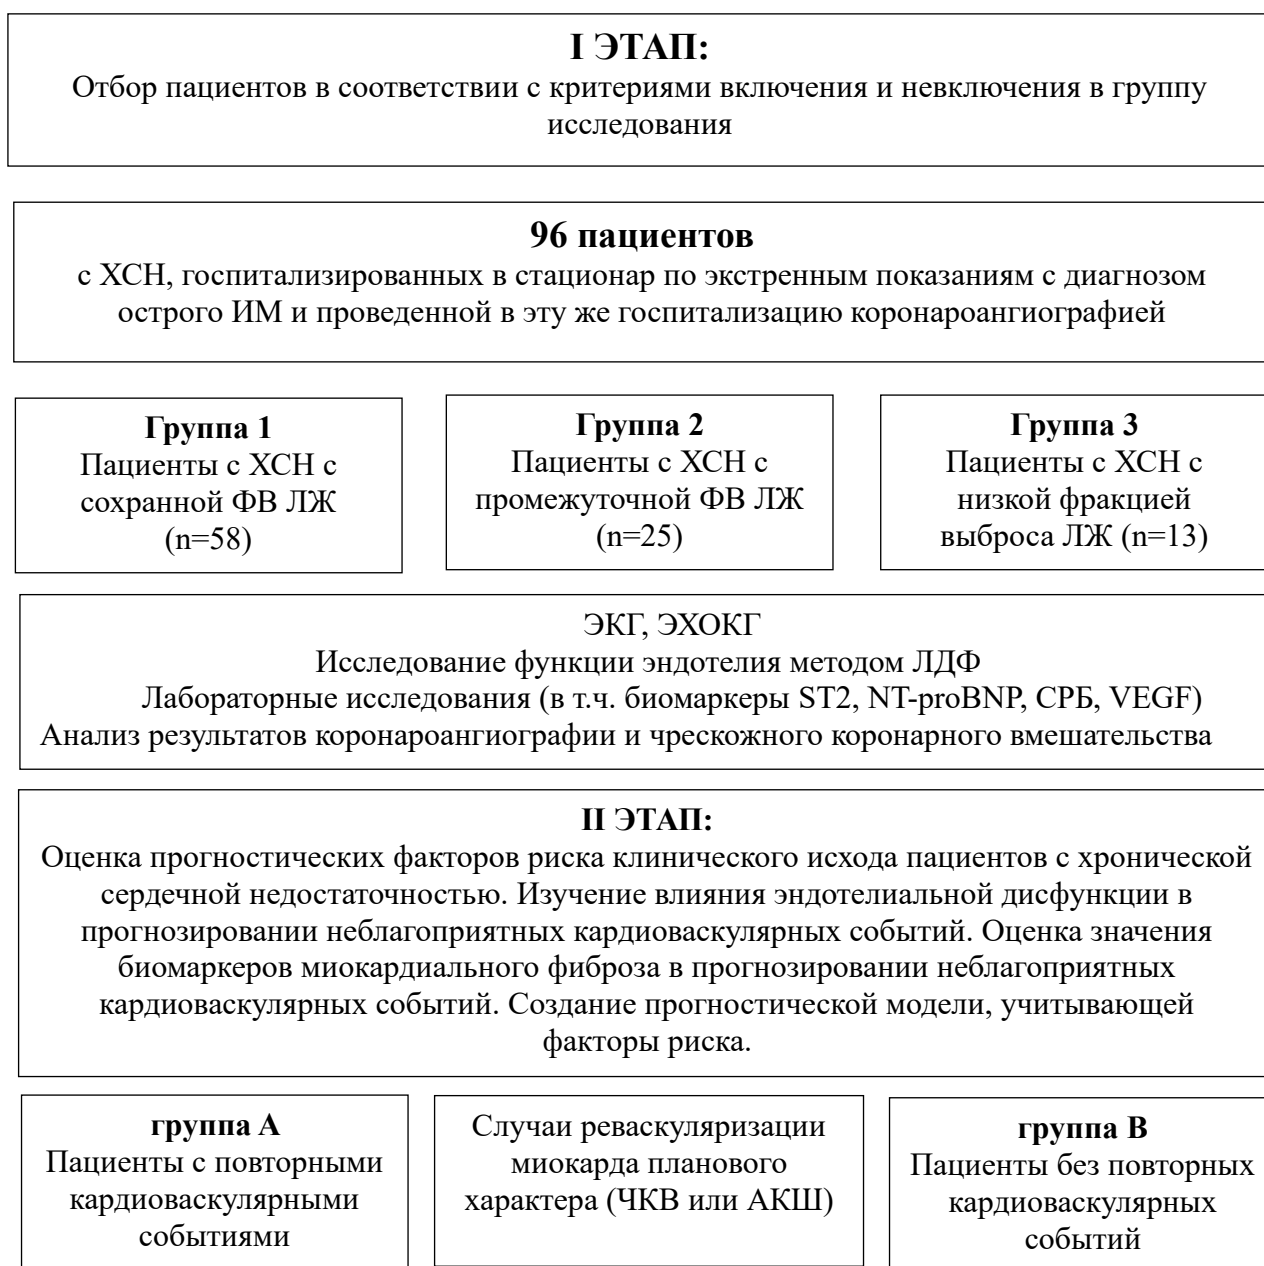 I ЭТАП:
Отбор пациентов в соответствии с критериями включения и невключения в группу
исследования
96 пациентов
с ХСН, госпитализированных в стационар по экстренным показаниям с диагнозом
острого ИМ и проведенной в эту же госпитализацию коронароангиографией
Группа 1
Пациенты с ХСН с
сохранной ФВ ЛЖ
(n=58)
Группа 2
Пациенты с ХСН с
промежуточной ФВ ЛЖ
(n=25)
Группа 3
Пациенты с ХСН с
низкой фракцией
выброса ЛЖ (n=13)
ЭКГ, ЭХОКГ
Исследование функции эндотелия методом ЛДФ
Лабораторные исследования (в т.ч. биомаркеры ST2, NT-proBNP, СРБ, VEGF)
Анализ результатов коронароангиографии и чрескожного коронарного вмешательства
II ЭТАП:
Оценка прогностических факторов риска клинического исхода пациентов с хронической
сердечной недостаточностью. Изучение влияния эндотелиальной дисфункции в
прогнозировании неблагоприятных кардиоваскулярных событий. Оценка значения
биомаркеров миокардиального фиброза в прогнозировании неблагоприятных
кардиоваскулярных событий. Создание прогностической модели, учитывающей
факторы риска.
группа А
Пациенты с повторными
кардиоваскулярными
событиями
Случаи реваскуляризации
миокарда планового
характера (ЧКВ или АКШ)
группа В
Пациенты без повторных
кардиоваскулярных
событий